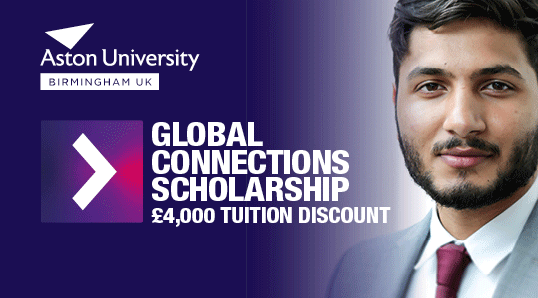 Aston University
BIRMINGHAM UK
GLOBAL
CONNECTIONS
SCHOLARSHIP
£4,000 TUITION DISCOUNT